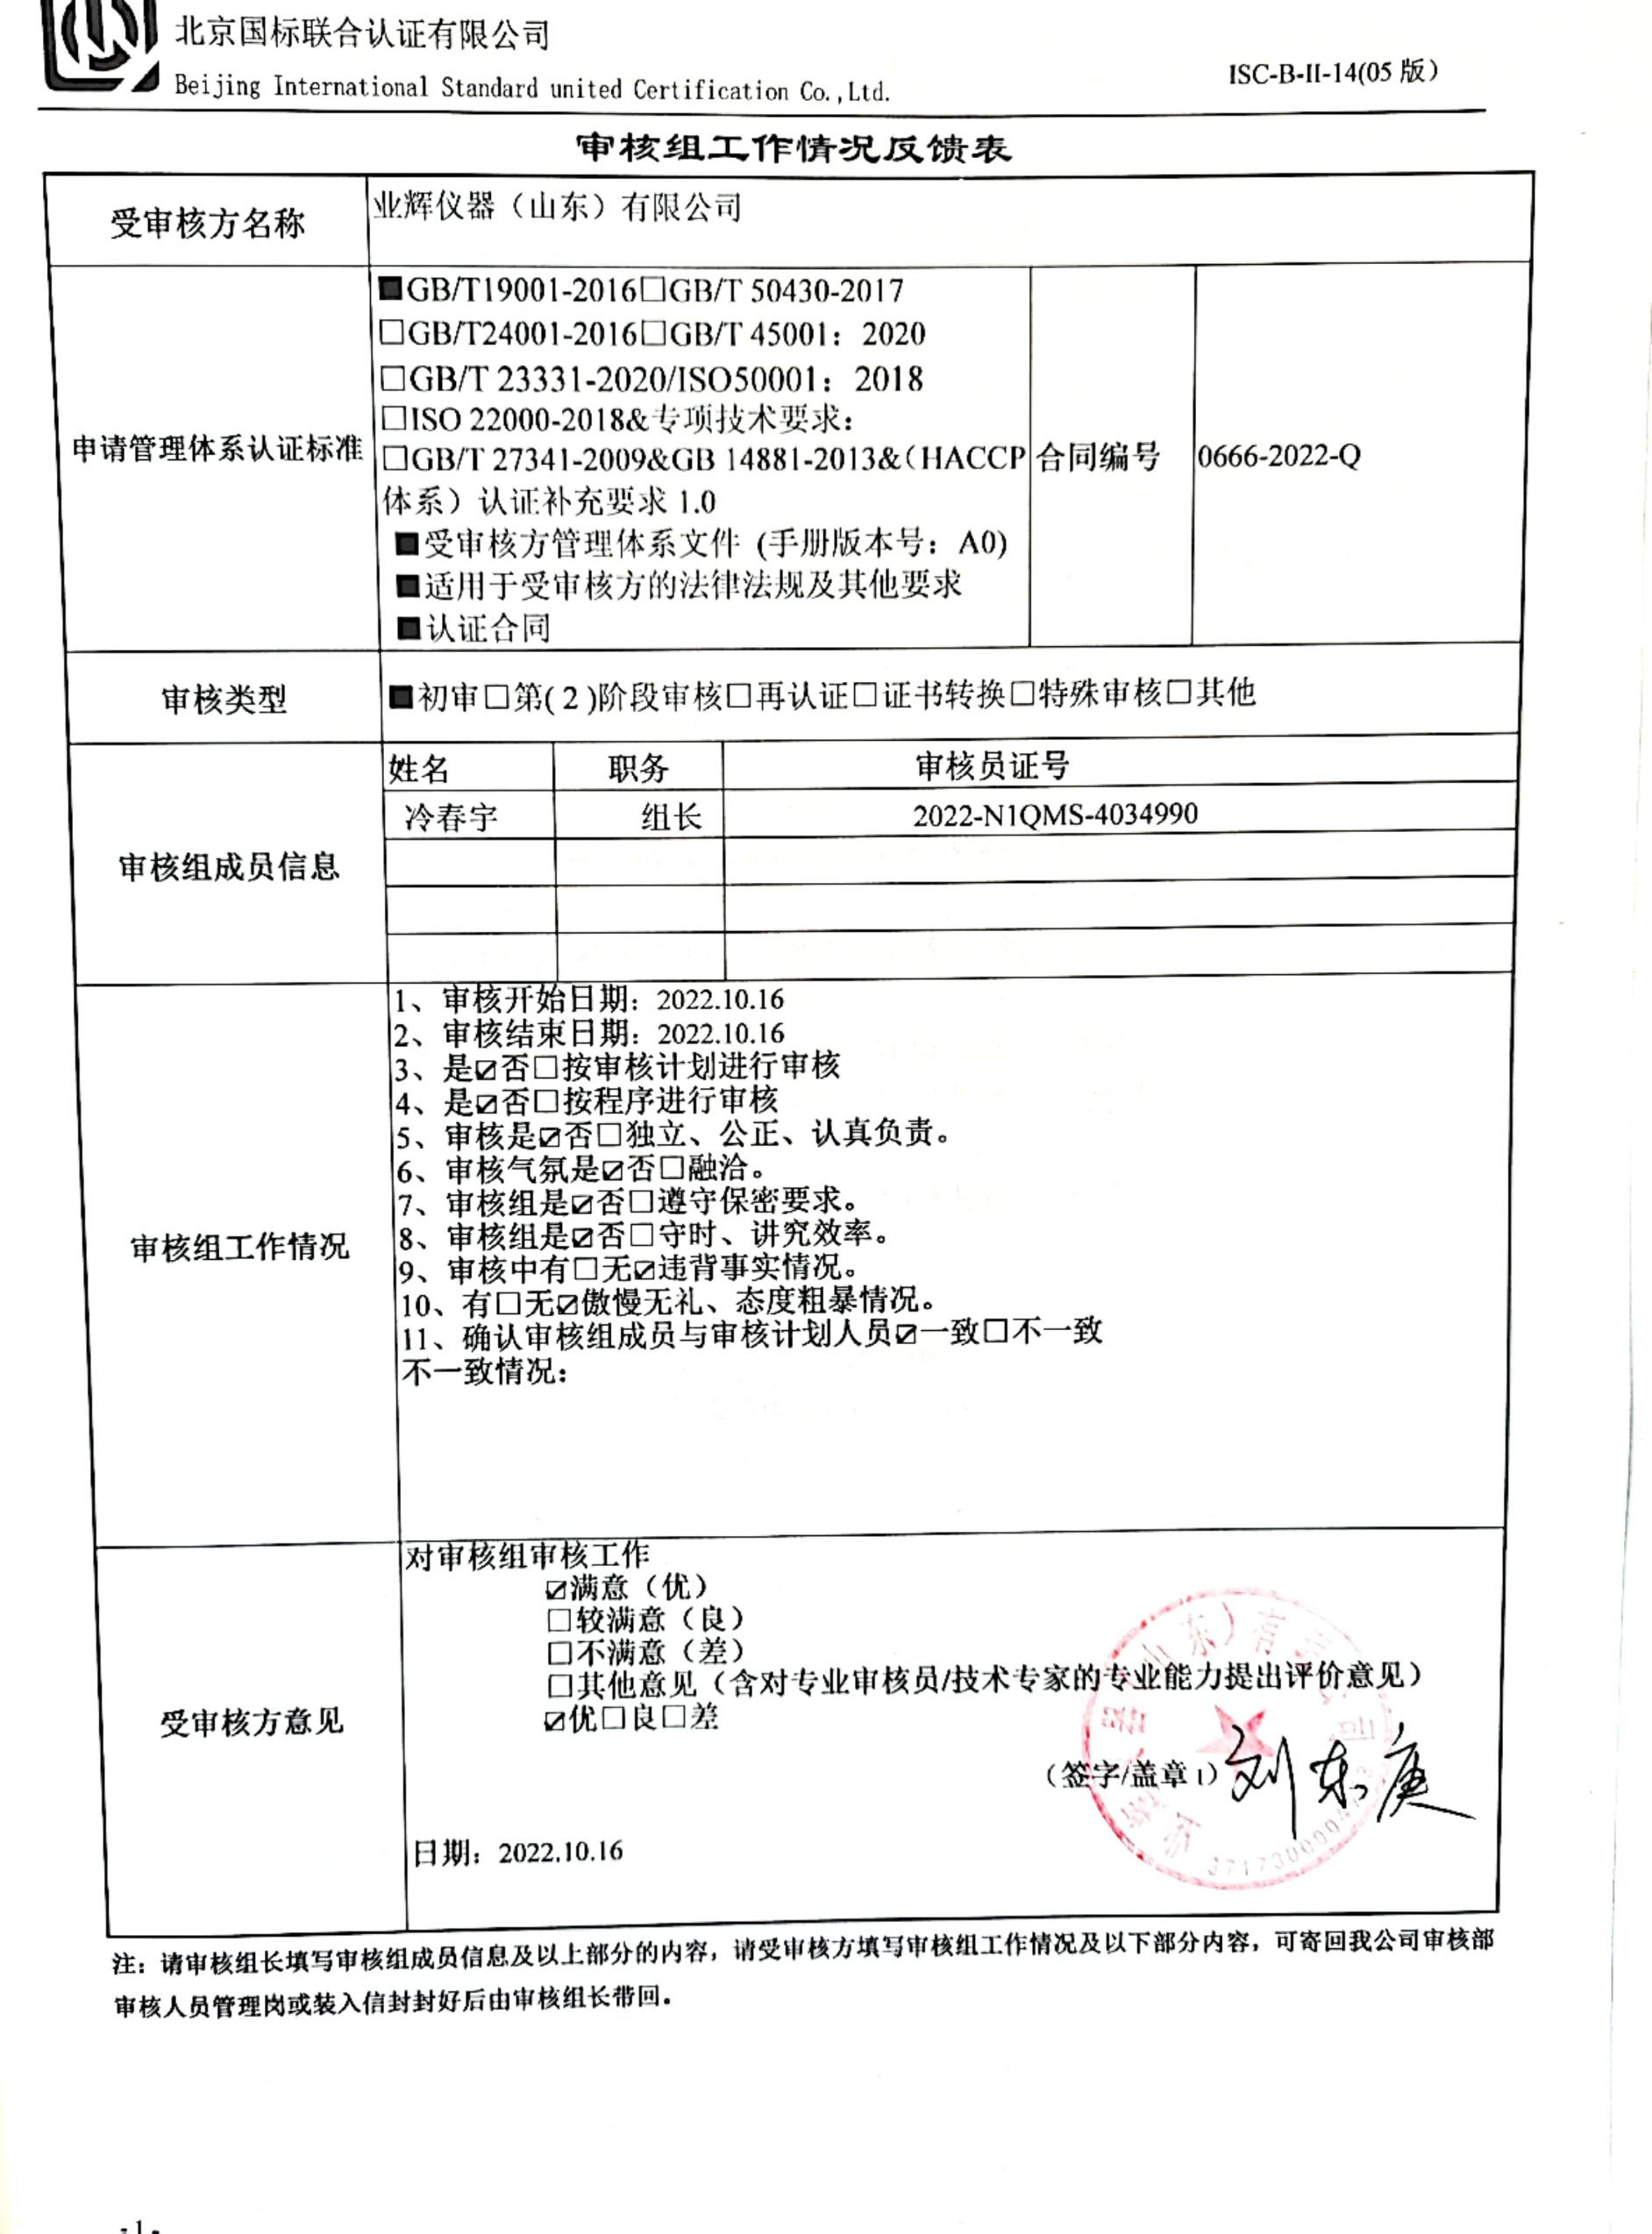 北京国标联合认证有限公司
Beijing International Standard united Certification Co.,Ltd.
ISC-B-II-14(05 版)
审核组工作情况反馈表
受审核方名称
业辉仪器（山东）有限公司
申请管理体系认证标准
■GB/T19001-2016□GB/T 50430-2017
□GB/T24001-2016□GB/T 45001：2020
□GB/T 23331-2020/ISO50001：2018
□ISO 22000-2018&专项技术要求：
□GB/T 27341-2009&GB 14881-2013&（HACCP
体系）认证补充要求 1.0
■受审核方管理体系文件 (手册版本号：A0)
■适用于受审核方的法律法规及其他要求
■认证合同
合同编号
0666-2022-Q
审核类型
■初审□第( 2 )阶段审核□再认证□证书转换□特殊审核□其他
审核组成员信息
姓名 职务 审核员证号
冷春宇 组长 2022-N1QMS-4034990
审核组工作情况
1、审核开始日期：2022.10.16
2、审核结束日期：2022.10.16
3、是☑否□按审核计划进行审核
4、是☑否□按程序进行审核
5、审核是☑否□独立、公正、认真负责。
6、审核气氛是☑否□融洽。
7、审核组是☑否□遵守保密要求。
8、审核组是☑否□守时、讲究效率。
9、审核中有□无☑违背事实情况。
10、有□无☑傲慢无礼、态度粗暴情况。
11、确认审核组成员与审核计划人员☑一致□不一致
不一致情况：
受审核方意见
对审核组审核工作
☑满意（优）
□较满意（良）
□不满意（差）
□其他意见（含对专业审核员/技术专家的专业能力提出评价意见）
☑优□良□差
（签字/盖章 1） 刘东庚
日期：2022.10.16
注：请审核组长填写审核组成员信息及以上部分的内容，请受审核方填写审核组工作情况及以下部分内容，可寄回我公司审核部
审核人员管理岗或装入信封封好后由审核组长带回。
-1-